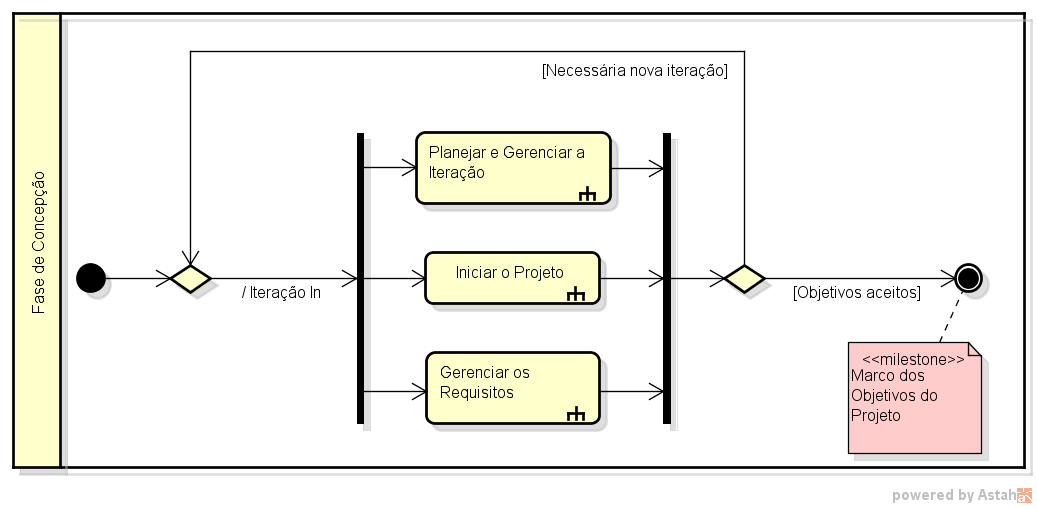 Fase de Concepção
[Necessária nova iteração]
Planejar e Gerenciar a
Iteração
Iniciar o Projeto
/ Iteração In
[Objetivos aceitos]
Gerenciar os
Requisitos
<<milestone>>
Marco dos
Objetivos do
Projeto
powered by Astah